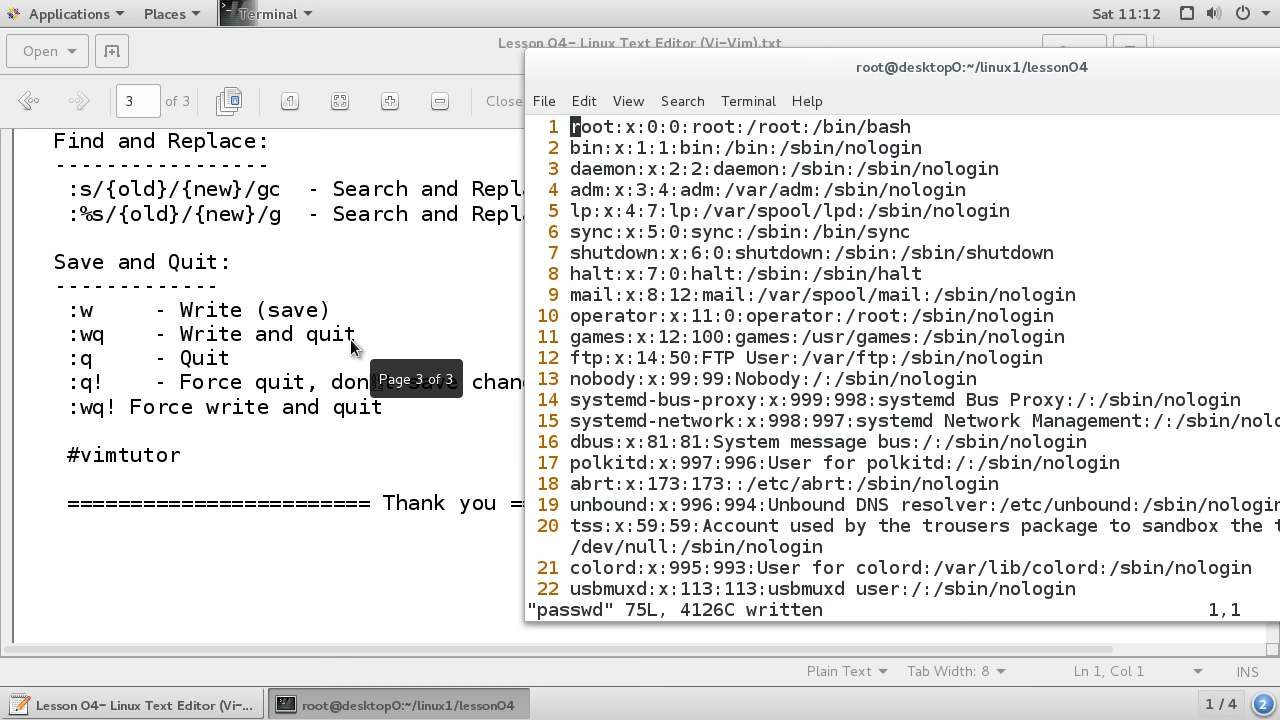 Applications Places Terminal Sat 11:12
Open Lesson 04- Linux Text Editor (Vi-Vim).txt
3 of 3 Close
Find and Replace:
-----------------
:s/{old}/{new}/gc - Search and Repl
:%s/{old}/{new}/g - Search and Repl
Save and Quit:
-------------
:w - Write (save)
:wq - Write and quit
:q - Quit
:q! - Force quit, don chan
Page 3 of 3
:wq! Force write and quit
#vimtutor
======================== Thank you =
root@desktop0:~/linux1/lesson04
File Edit View Search Terminal Help
1 root:x:0:0:root:/root:/bin/bash
2 bin:x:1:1:bin:/bin:/sbin/nologin
3 daemon:x:2:2:daemon:/sbin:/sbin/nologin
4 adm:x:3:4:adm:/var/adm:/sbin/nologin
5 lp:x:4:7:lp:/var/spool/lpd:/sbin/nologin
6 sync:x:5:0:sync:/sbin:/bin/sync
7 shutdown:x:6:0:shutdown:/sbin:/sbin/shutdown
8 halt:x:7:0:halt:/sbin:/sbin/halt
9 mail:x:8:12:mail:/var/spool/mail:/sbin/nologin
10 operator:x:11:0:operator:/root:/sbin/nologin
11 games:x:12:100:games:/usr/games:/sbin/nologin
12 ftp:x:14:50:FTP User:/var/ftp:/sbin/nologin
13 nobody:x:99:99:Nobody:/:/sbin/nologin
14 systemd-bus-proxy:x:999:998:systemd Bus Proxy:/:/sbin/nologin
15 systemd-network:x:998:997:systemd Network Management:/:/sbin/nolo
16 dbus:x:81:81:System message bus:/:/sbin/nologin
17 polkitd:x:997:996:User for polkitd:/:/sbin/nologin
18 abrt:x:173:173::/etc/abrt:/sbin/nologin
19 unbound:x:996:994:Unbound DNS resolver:/etc/unbound:/sbin/nologin
20 tss:x:59:59:Account used by the trousers package to sandbox the t
/dev/null:/sbin/nologin
21 colord:x:995:993:User for colord:/var/lib/colord:/sbin/nologin
22 usbmuxd:x:113:113:usbmuxd user:/:/sbin/nologin
"passwd" 75L, 4126C written 1,1
Plain Text Tab Width: 8 Ln 1, Col 1 INS
Lesson 04- Linux Text Editor (Vi-... root@desktop0:~/linux1/lesson04 1 / 4 2